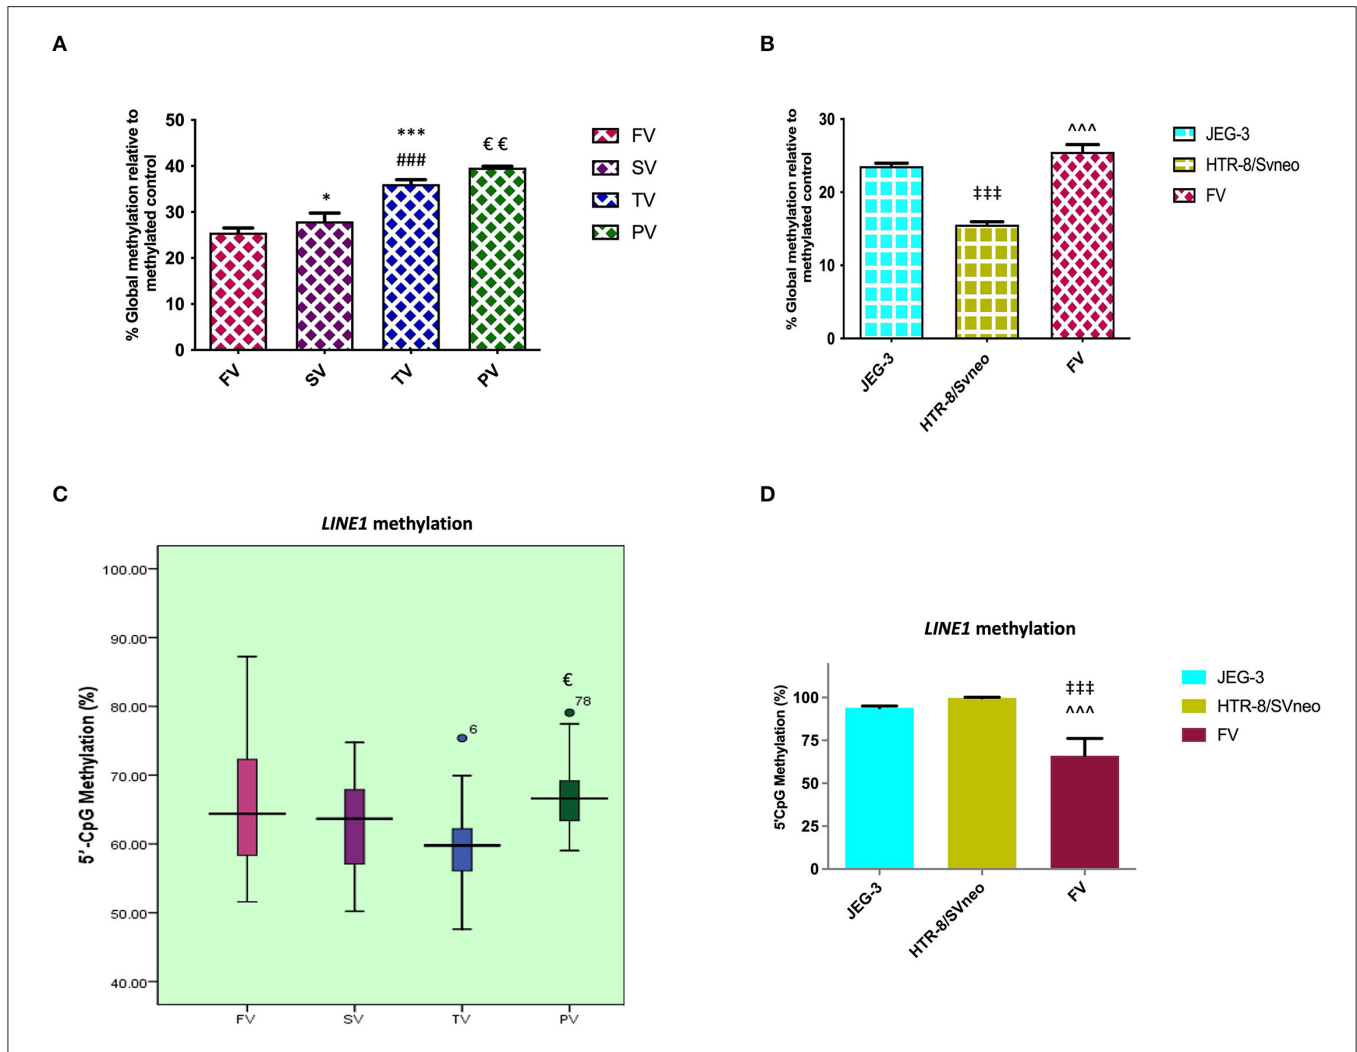 A
% Global methylation relative to
methylated control
50
40
30
20
10
0
*
***
###
€ €
FV
SV
TV
PV
FV
SV
TV
PV
B
% Global methylation relative to
methylated control
30
20
10
0
‡‡‡
^^^
JEG-3
HTR-8/Svneo
FV
JEG-3
HTR-8/Svneo
FV
C
LINE1 methylation
5'-CpG Methylation (%)
100.00
90.00
80.00
70.00
60.00
50.00
40.00
6
€
78
FV
SV
TV
PV
D
LINE1 methylation
5'CpG Methylation (%)
100
75
50
25
0
‡‡‡
^^^
JEG-3
HTR-8/SVneo
FV
JEG-3
HTR-8/SVneo
FV